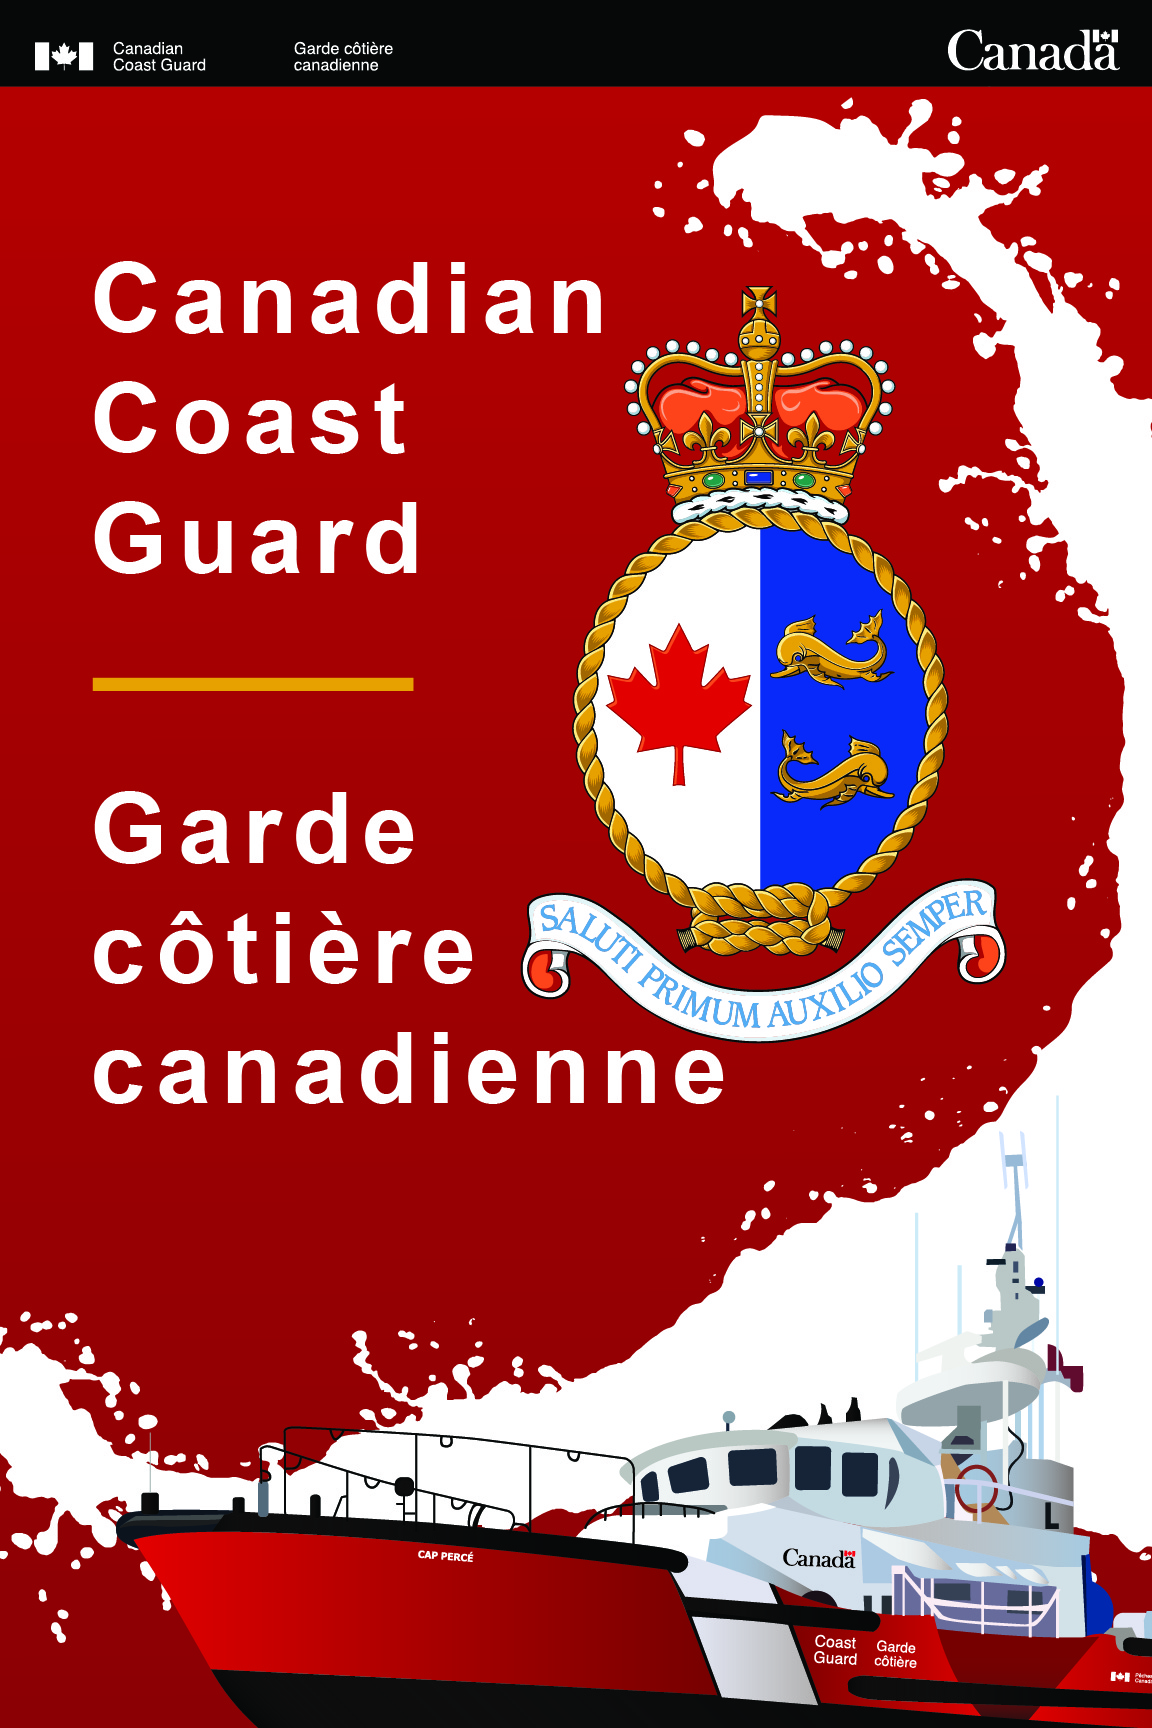 Canadian
Coast Guard
Garde côtière
canadienne
Canada
Canadian
Coast
Guard
Garde
côtière
canadienne
SALUTI PRIMUM AUXILIO SEMPER
CAP PERCÉ
Canada
Coast
Guard
Garde
côtière